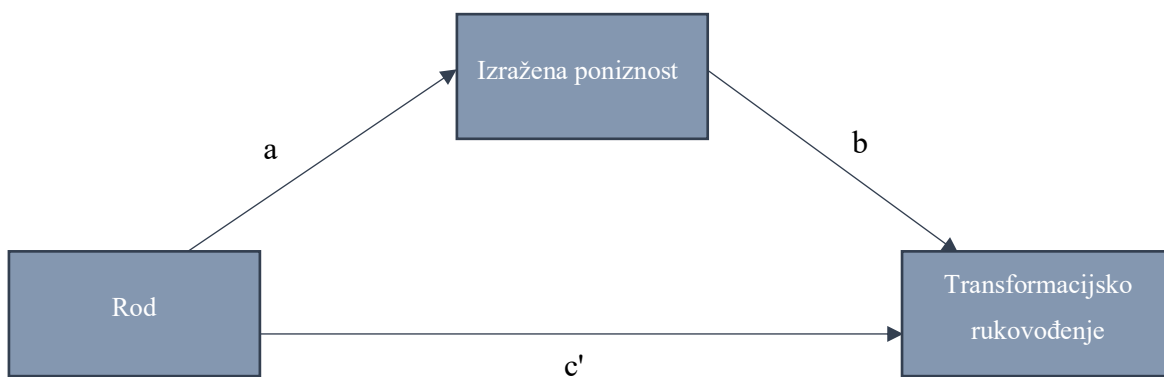 Izražena poniznost
a
b
Rod
Transformacijsko
rukovođenje
c'